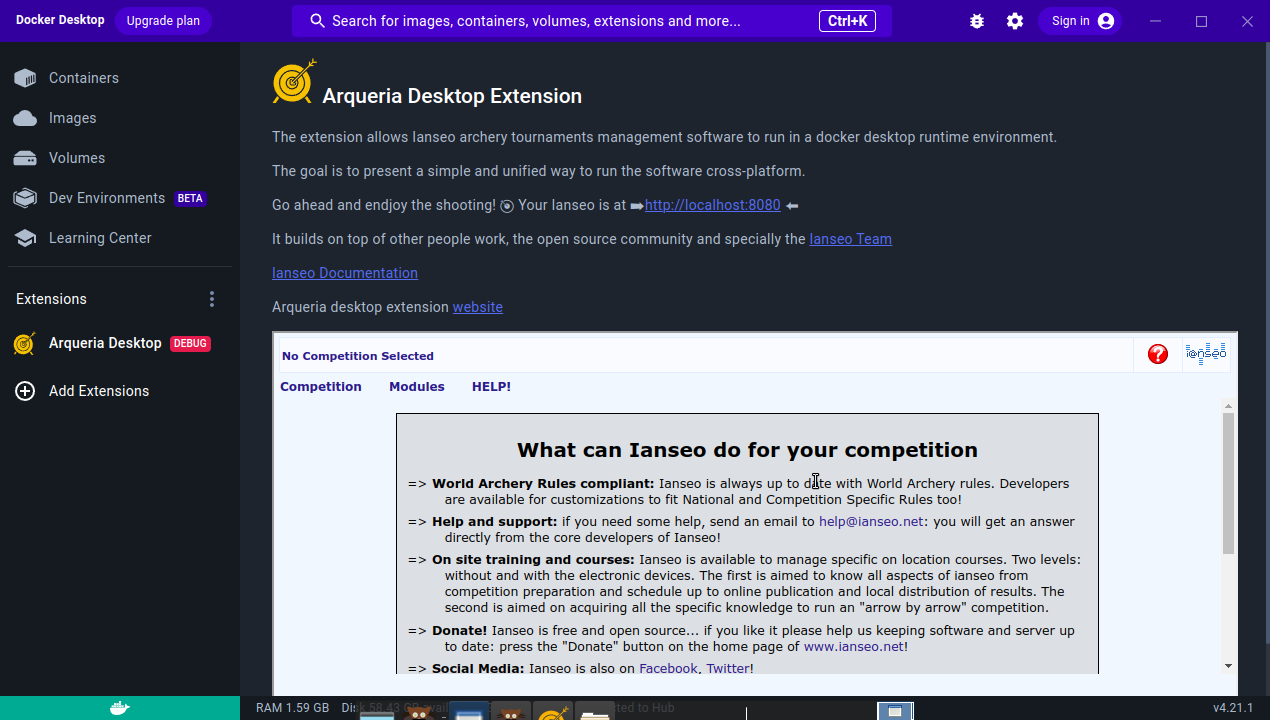 Docker Desktop
Upgrade plan
Search for images, containers, volumes, extensions and more...
Ctrl+K
Sign in
Containers
Images
Volumes
Dev Environments BETA
Learning Center
Extensions
Arqueria Desktop DEBUG
Add Extensions
Arqueria Desktop Extension
The extension allows Ianseo archery tournaments management software to run in a docker desktop runtime environment.
The goal is to present a simple and unified way to run the software cross-platform.
Go ahead and endjoy the shooting! Your Ianseo is at ➡http://localhost:8080 ⬅
It builds on top of other people work, the open source community and specially the Ianseo Team
Ianseo Documentation
Arqueria desktop extension website
No Competition Selected
ianseo
Competition Modules HELP!
What can Ianseo do for your competition
=> World Archery Rules compliant: Ianseo is always up to date with World Archery rules. Developers
are available for customizations to fit National and Competition Specific Rules too!
=> Help and support: if you need some help, send an email to help@ianseo.net: you will get an answer
directly from the core developers of Ianseo!
=> On site training and courses: Ianseo is available to manage specific on location courses. Two levels:
without and with the electronic devices. The first is aimed to know all aspects of ianseo from
competition preparation and schedule up to online publication and local distribution of results. The
second is aimed on acquiring all the specific knowledge to run an "arrow by arrow" competition.
=> Donate! Ianseo is free and open source... if you like it please help us keeping software and server up
to date: press the "Donate" button on the home page of www.ianseo.net!
=> Social Media: Ianseo is also on Facebook, Twitter!
RAM 1.59 GB Disk 58.43 GB avail
ted to Hub
v4.21.1